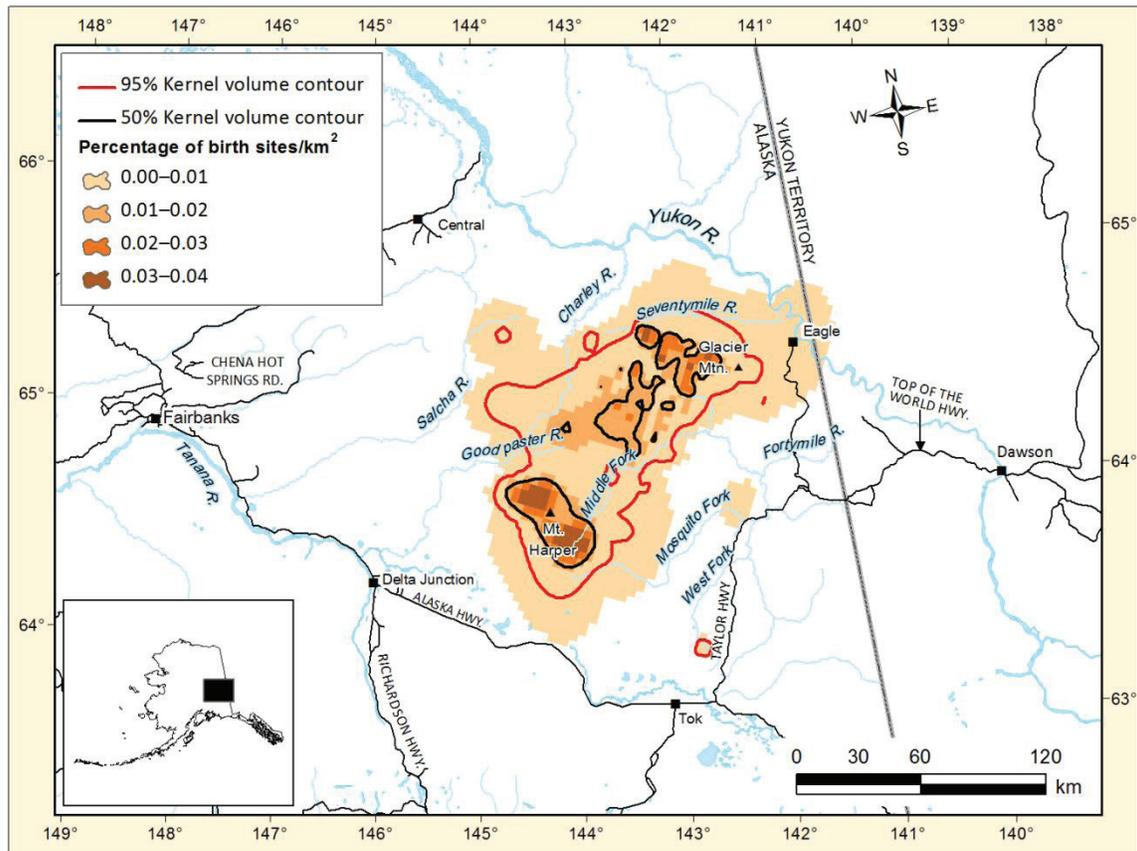 148° 147° 146° 145° 144° 143° 142° 141° 140° 139° 138°
95% Kernel volume contour
50% Kernel volume contour
Percentage of birth sites/km2
0.00–0.01
0.01–0.02
0.02–0.03
0.03–0.04
N
W E
S
YUKON TERRITORY
ALASKA
66°
65°
Central
Yukon R.
Charley R.
Seventymile R.
Eagle
Glacier
Mtn.
CHENA HOT
SPRINGS RD.
65°
Salcha R.
TOP OF
THE
WORLD HWY.
Fairbanks
Tanana R.
Good paster R.
Fortymile R.
64°
Dawson
Middle Fork
Mosquito Fork
Mt.
Harper
West Fork
Delta Junction
ALASKA HWY.
TAYLOR HWY
64°
RICHARDSON HWY.
63°
Tok
0 30 60 120
km
149° 148° 147° 146° 145° 144° 143° 142° 141° 140°